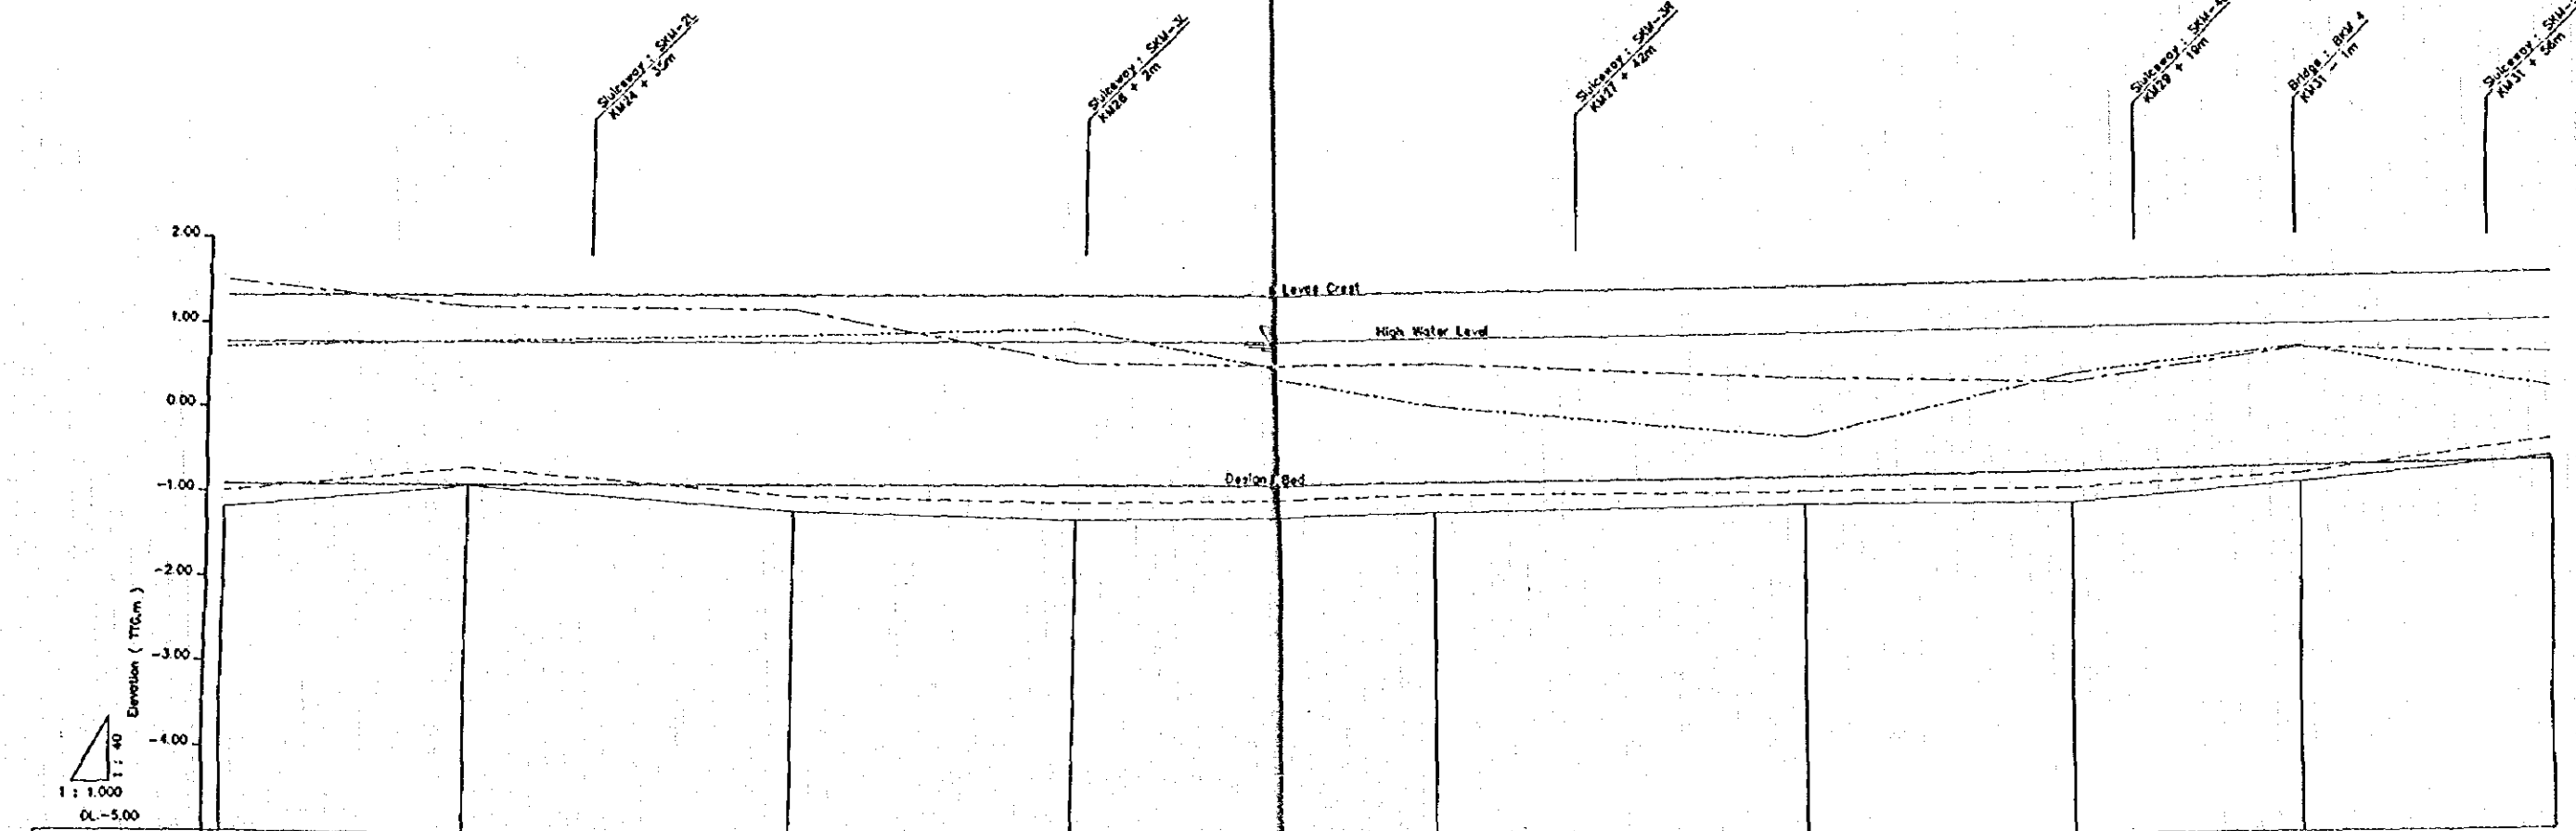 Sluiceway : SKM-2L
KM24 + 35m
Sluiceway : SKM-3L
KM26 + 2m
Sluiceway : SKM-3R
KM27 + 42m
Sluiceway : SKM-4
KM29 + 19m
Bridge : BKM 4
KM31 - 1m
Sluiceway : SKM-
KM31 + 56m
2.00
1.00
0.00
-1.00
-2.00
-3.00
-4.00
Levee Crest
High Water Level
Design Bed
Elevation ( TTG.m )
1 : 40
1 : 1.000
DL.-5.00